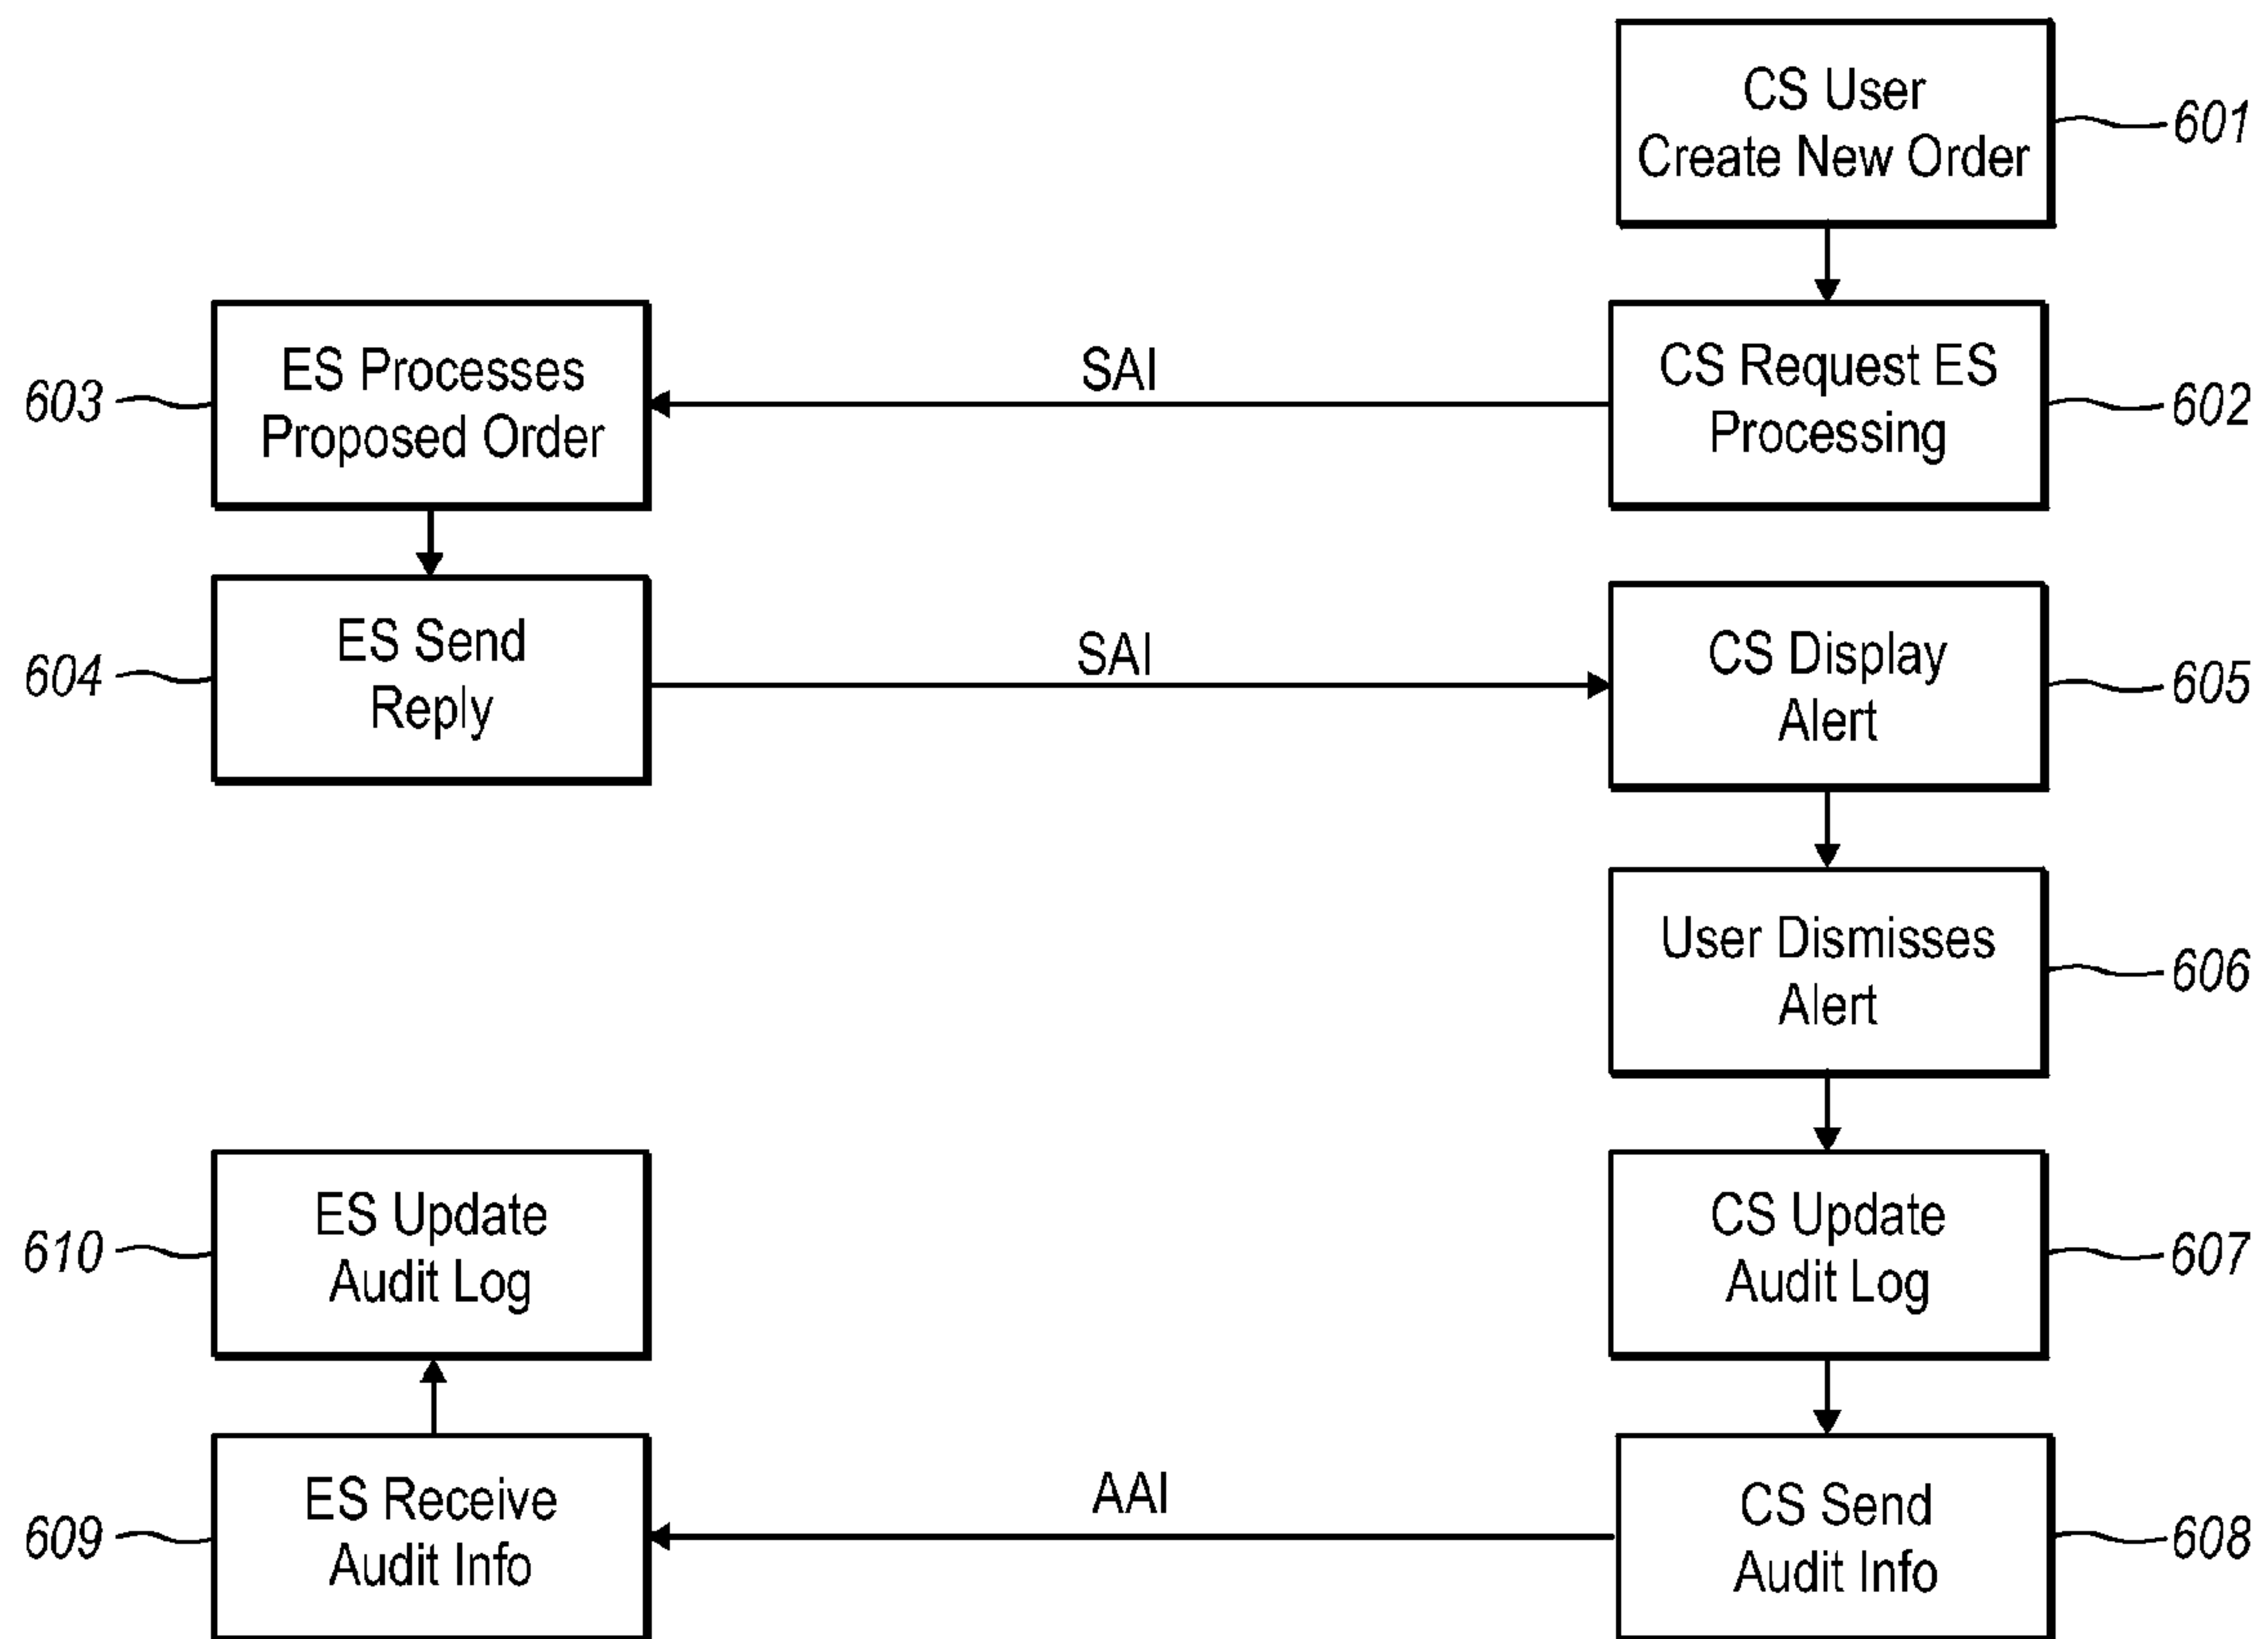 CS User
Create New Order
601
ES Processes
Proposed Order
603
SAI
CS Request ES
Processing
602
ES Send
Reply
604
SAI
CS Display
Alert
605
User Dismisses
Alert
606
ES Update
Audit Log
610
CS Update
Audit Log
607
ES Receive
Audit Info
609
AAI
CS Send
Audit Info
608